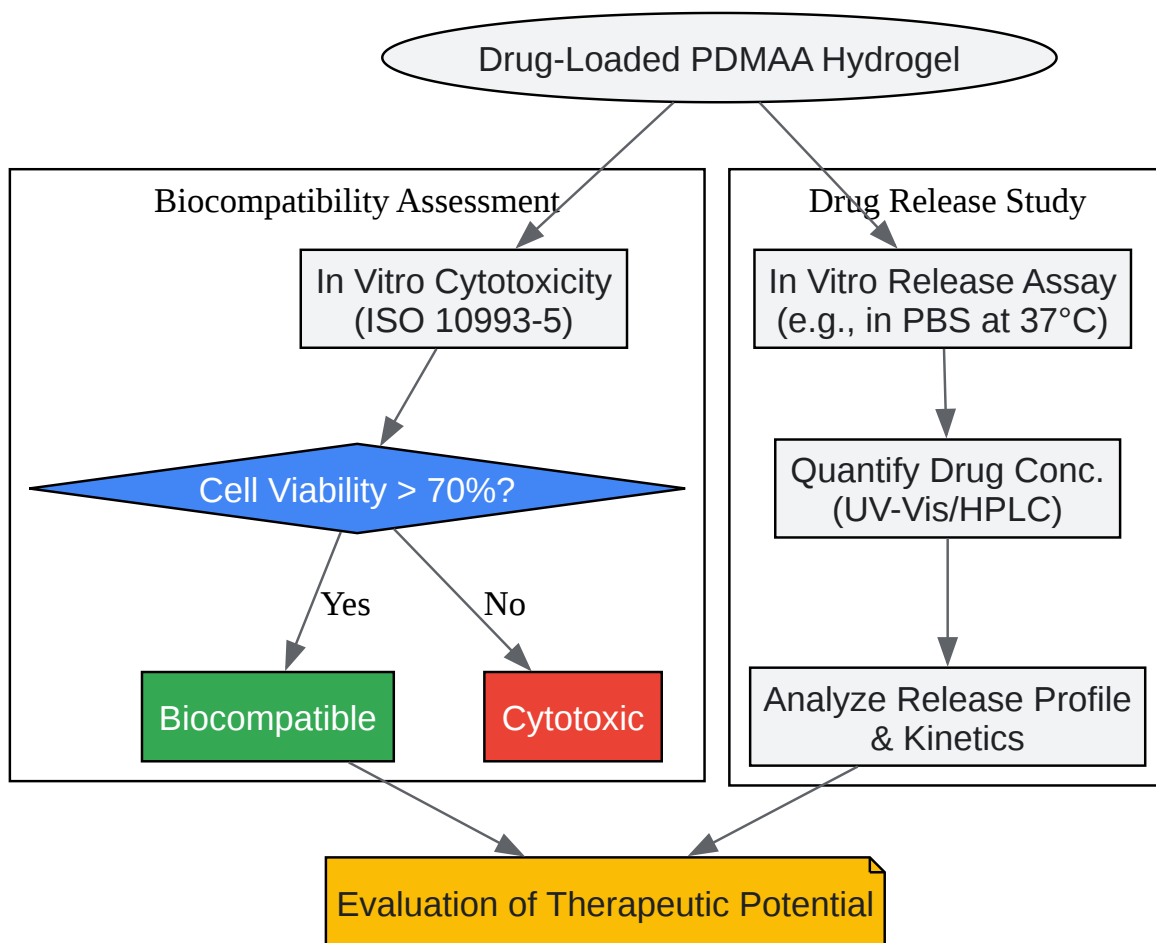 Drug-Loaded PDMAA Hydrogel
Biocompatibility Assessment
In Vitro Cytotoxicity
(ISO 10993-5)
Cell Viability > 70%?
Yes
No
Biocompatible
Cytotoxic
Drug Release Study
In Vitro Release Assay
(e.g., in PBS at 37°C)
Quantify Drug Conc.
(UV-Vis/HPLC)
Analyze Release Profile
& Kinetics
Evaluation of Therapeutic Potential